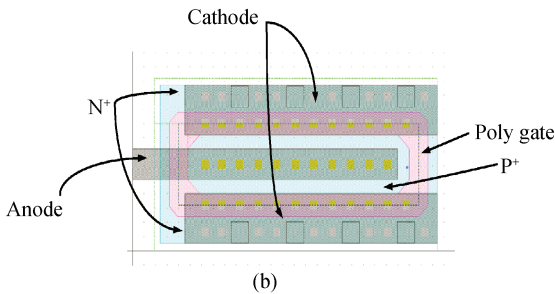 Cathode
N+
Poly gate
P+
Anode
(b)